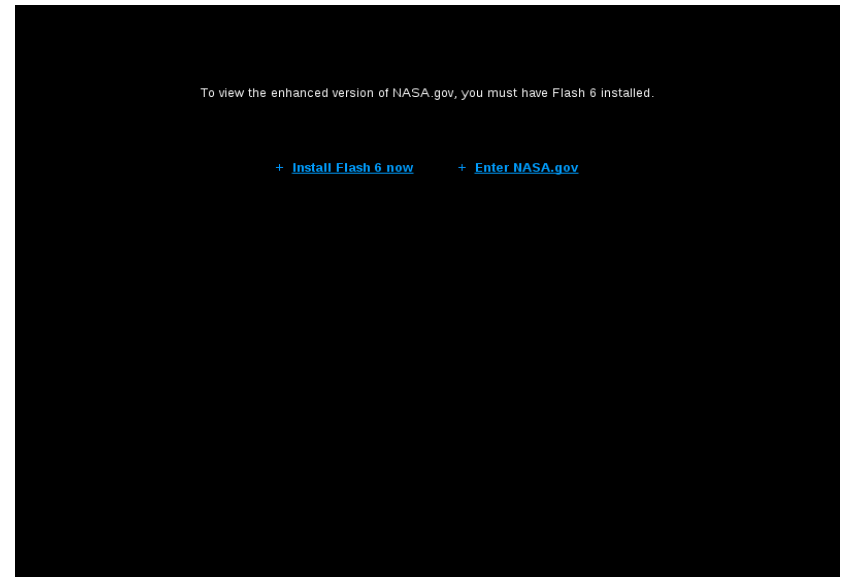 To view the enhanced version of NASA.gov, you must have Flash 6 installed.
+ Install Flash 6 now + Enter NASA.gov